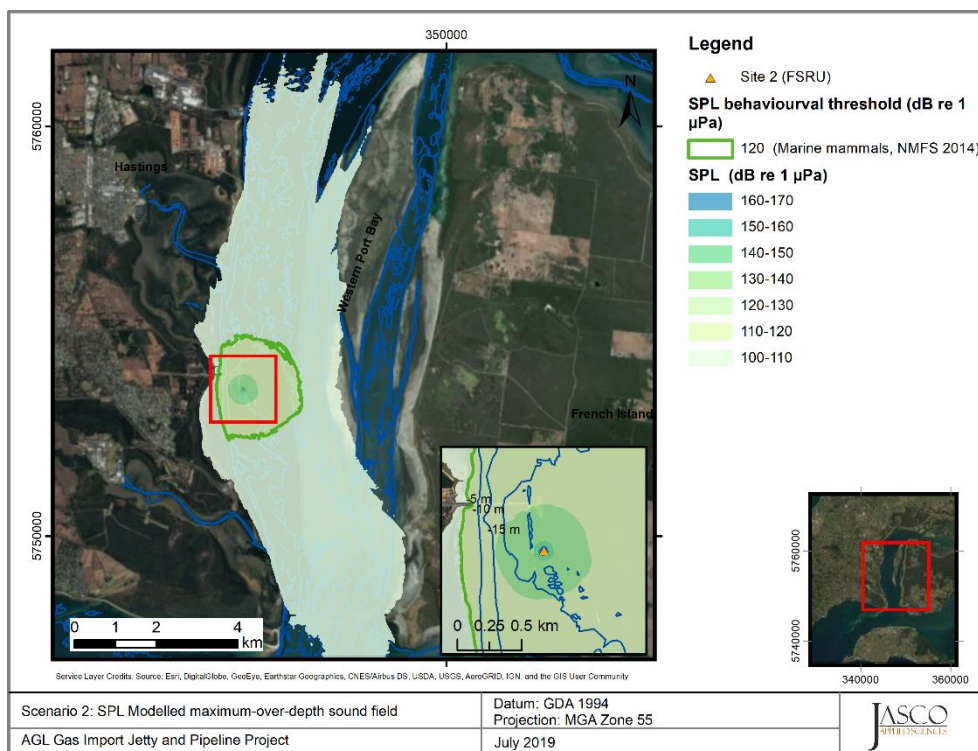 350000
5760000
5750000
N
Hastings
Western Port Bay
French Island
-5 m
-10 m
-15 m
0 1 2 4
km
0 0.25 0.5 km
Legend
Site 2 (FSRU)
SPL behaviourval threshold (dB re 1
µPa)
120 (Marine mammals, NMFS 2014)
SPL (dB re 1 µPa)
160-170
150-160
140-150
130-140
120-130
110-120
100-110
5760000
5740000
340000 360000
Service Layer Credits: Source: Esri, DigitalGlobe, GeoEye, Earthstar Geographics, CNES/Airbus DS, USDA, USGS, AeroGRID, IGN, and the GIS User Community
Scenario 2: SPL Modelled maximum-over-depth sound field
AGL Gas Import Jetty and Pipeline Project
Datum: GDA 1994
Projection: MGA Zone 55
July 2019
JASCO
APPLIED SCIENCES